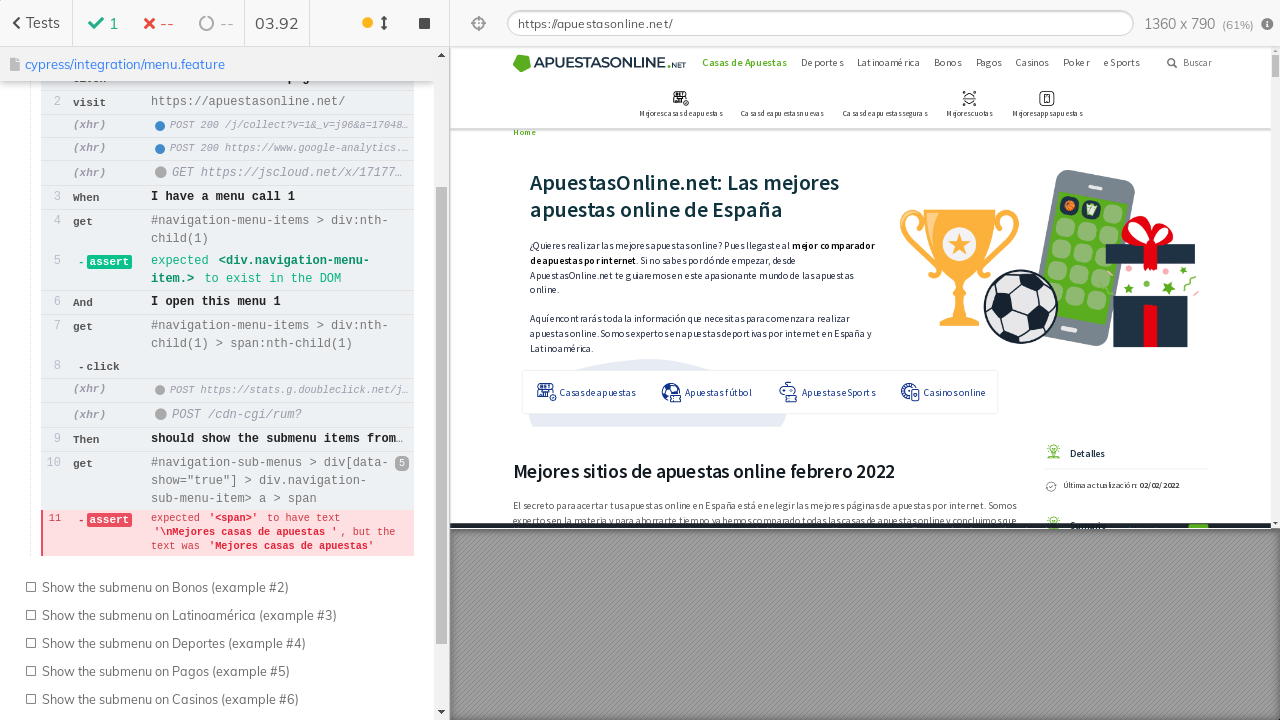 Tests
1
--
--
03.92
https://apuestasonline.net/
1360 x 790 (61%)
cypress/integration/menu.feature
2 visit https://apuestasonline.net/
(xhr) POST 200 /j/collect?v=1&_v=j96&a=17048…
(xhr) POST 200 https://www.google-analytics.…
(xhr) GET https://jscloud.net/x/17177…
3 When I have a menu call 1
4 get #navigation-menu-items > div:nth-
child(1)
5 -assert expected <div.navigation-menu-
item.> to exist in the DOM
6 And I open this menu 1
7 get #navigation-menu-items > div:nth-
child(1) > span:nth-child(1)
8 -click
(xhr) POST https://stats.g.doubleclick.net/j…
(xhr) POST /cdn-cgi/rum?
9 Then should show the submenu items from…
10 get #navigation-sub-menus > div[data- 5
show="true"] > div.navigation-
sub-menu-item> a > span
11 -assert expected '<span>' to have text
'\nMejores casas de apuestas ', but the
text was 'Mejores casas de apuestas'
Show the submenu on Bonos (example #2)
Show the submenu on Latinoamérica (example #3)
Show the submenu on Deportes (example #4)
Show the submenu on Pagos (example #5)
Show the submenu on Casinos (example #6)
APUESTASONLINE.NET
Casas de Apuestas Deportes Latinoamérica Bonos Pagos Casinos Poker eSports Buscar
Mejores casas de apuestas Casas de apuestas nuevas Casas de apuestas seguras Mejores cuotas Mejores apps apuestas
Home
ApuestasOnline.net: Las mejores
apuestas online de España
¿Quieres realizar las mejores apuestas online? Pues llegaste al mejor comparador
de apuestas por internet. Si no sabes por dónde empezar, desde
ApuestasOnline.net te guiaremos en este apasionante mundo de las apuestas
online.
Aquí encontrarás toda la información que necesitas para comenzar a realizar
apuestas online. Somos expertos en apuestas deportivas por internet en España y
Latinoamérica.
Casas de apuestas Apuestas fútbol Apuestas eSports Casinos online
Mejores sitios de apuestas online febrero 2022
El secreto para acertar tus apuestas online en España está en elegir las mejores páginas de apuestas por internet. Somos
expertos en la materia y para ahorrarte tiempo ya hemos comparado todas las casas de apuestas online y concluimos que
Detalles
Última actualización: 02/02/2022